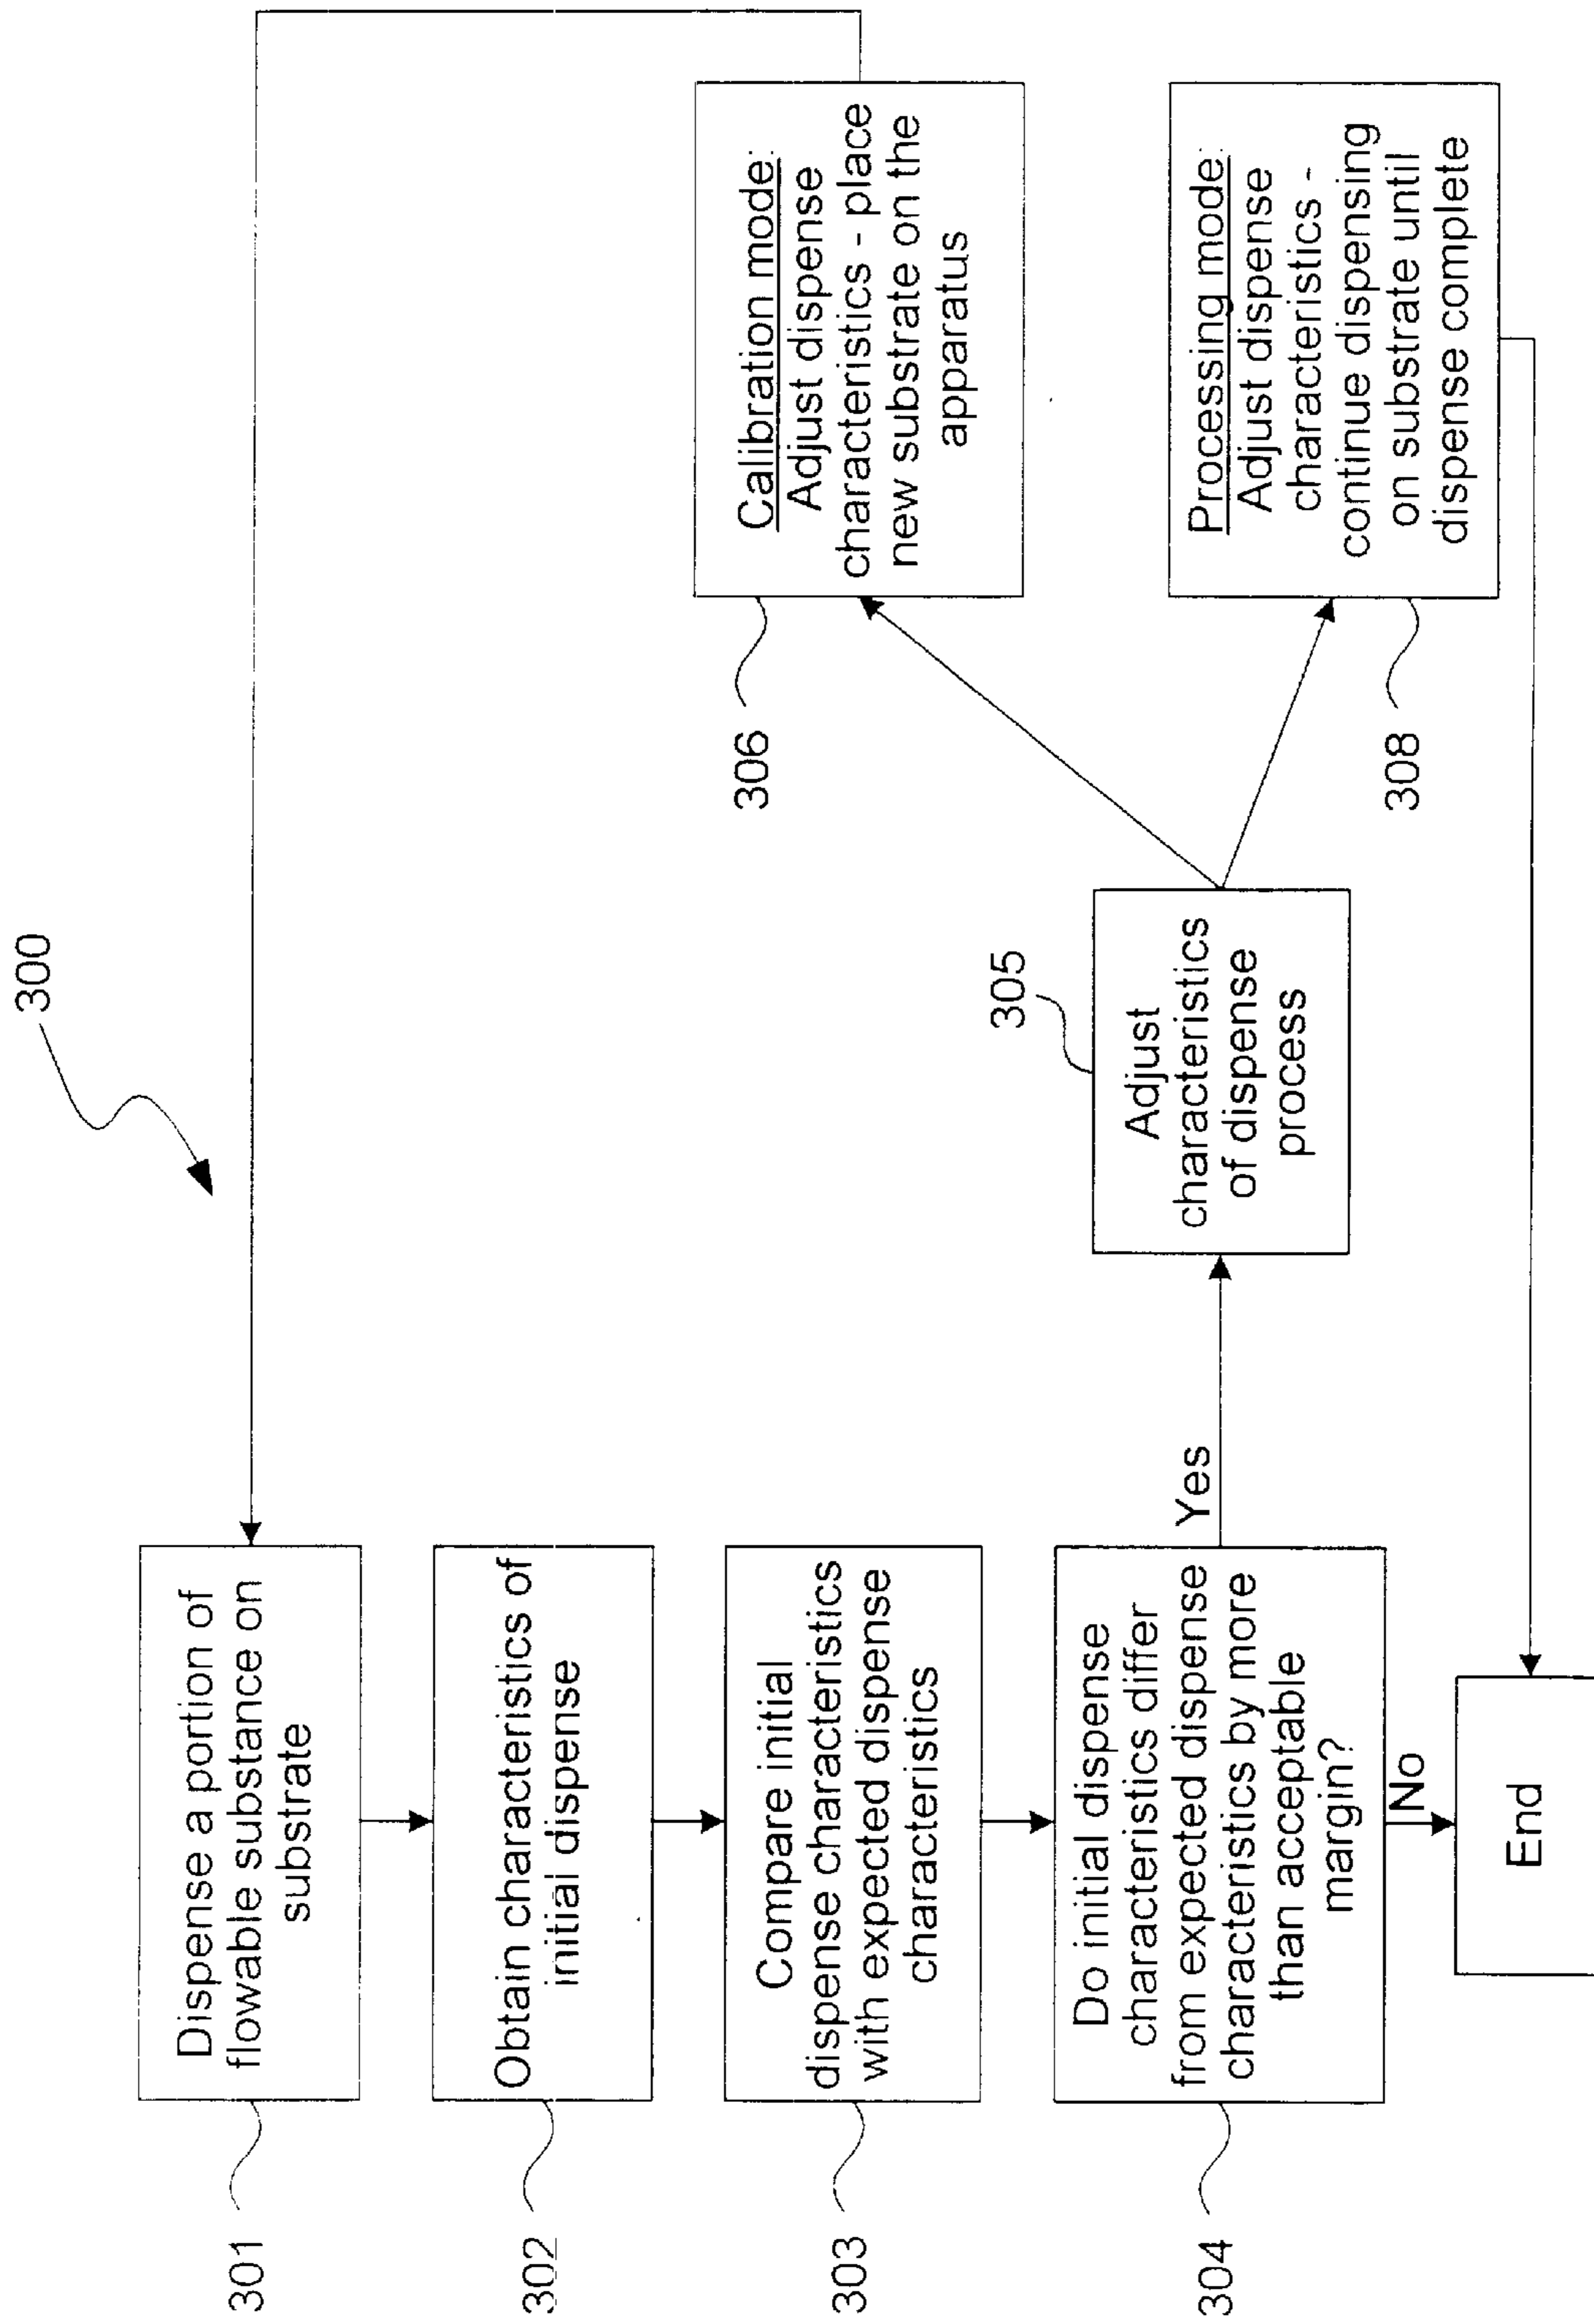 300
301
Dispense a portion of
flowable substance on
substrate
302
Obtain characteristics of
initial dispense
303
Compare initial
dispense characteristics
with expected dispense
characteristics
304
Do initial dispense
characteristics differ
from expected dispense
characteristics by more
than acceptable
margin?
Yes
No
End
305
Adjust
characteristics
of dispense
process
306
Calibration mode:
Adjust dispense
characteristics - place
new substrate on the
apparatus
308
Processing mode:
Adjust dispense
characteristics -
continue dispensing
on substrate until
dispense complete